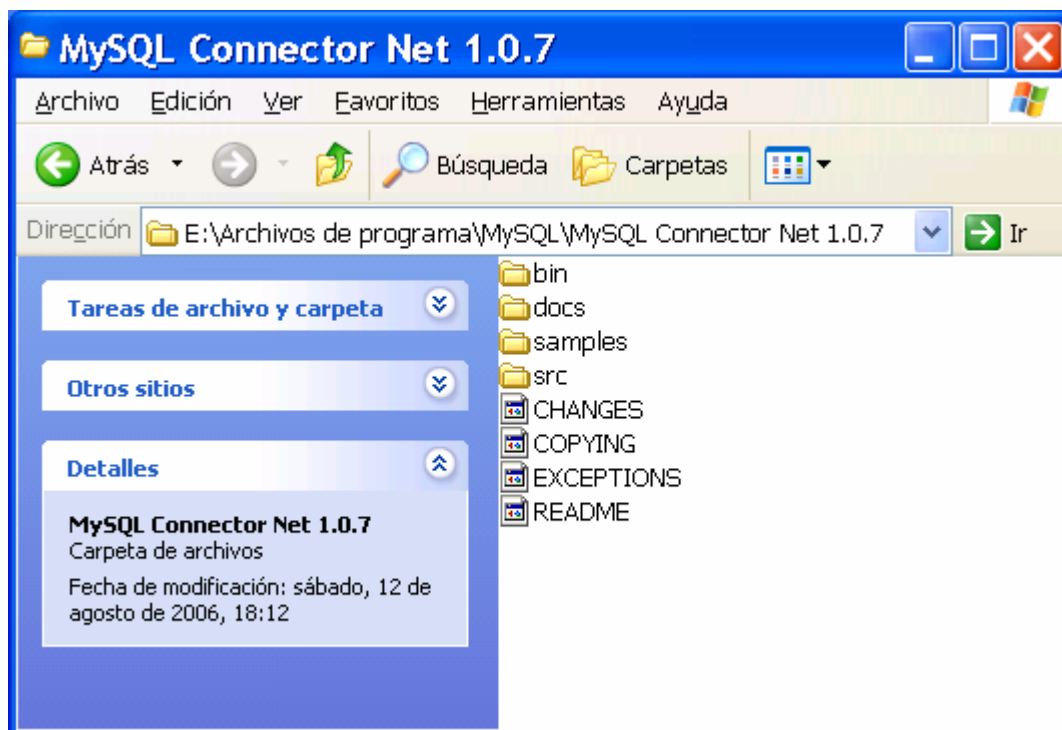 MySQL Connector Net 1.0.7
Archivo Edición Ver Favoritos Herramientas Ayuda
Atrás Búsqueda Carpetas
Dirección E:\Archivos de programa\MySQL\MySQL Connector Net 1.0.7 Ir
Tareas de archivo y carpeta
Otros sitios
Detalles
MySQL Connector Net 1.0.7
Carpeta de archivos
Fecha de modificación: sábado, 12 de
agosto de 2006, 18:12
bin
docs
samples
src
CHANGES
COPYING
EXCEPTIONS
README